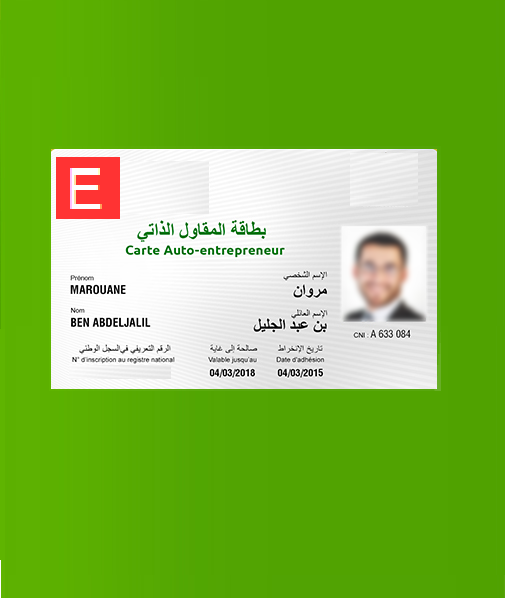 E
بطاقة المقاول الذاتي
Carte Auto-entrepreneur
Prénom
الإسم الشخصي
MAROUANE
مروان
Nom
الإسم العائلي
BEN ABDELJALIL
بن عبد الجليل
CNI : A 633 084
الرقم التعريفي في السجل الوطني
صالحة إلى غاية
تاريخ الإنخراط
N° d'inscription au registre national
Valable jusqu'au
Date d'adhésion
04/03/2018
04/03/2015